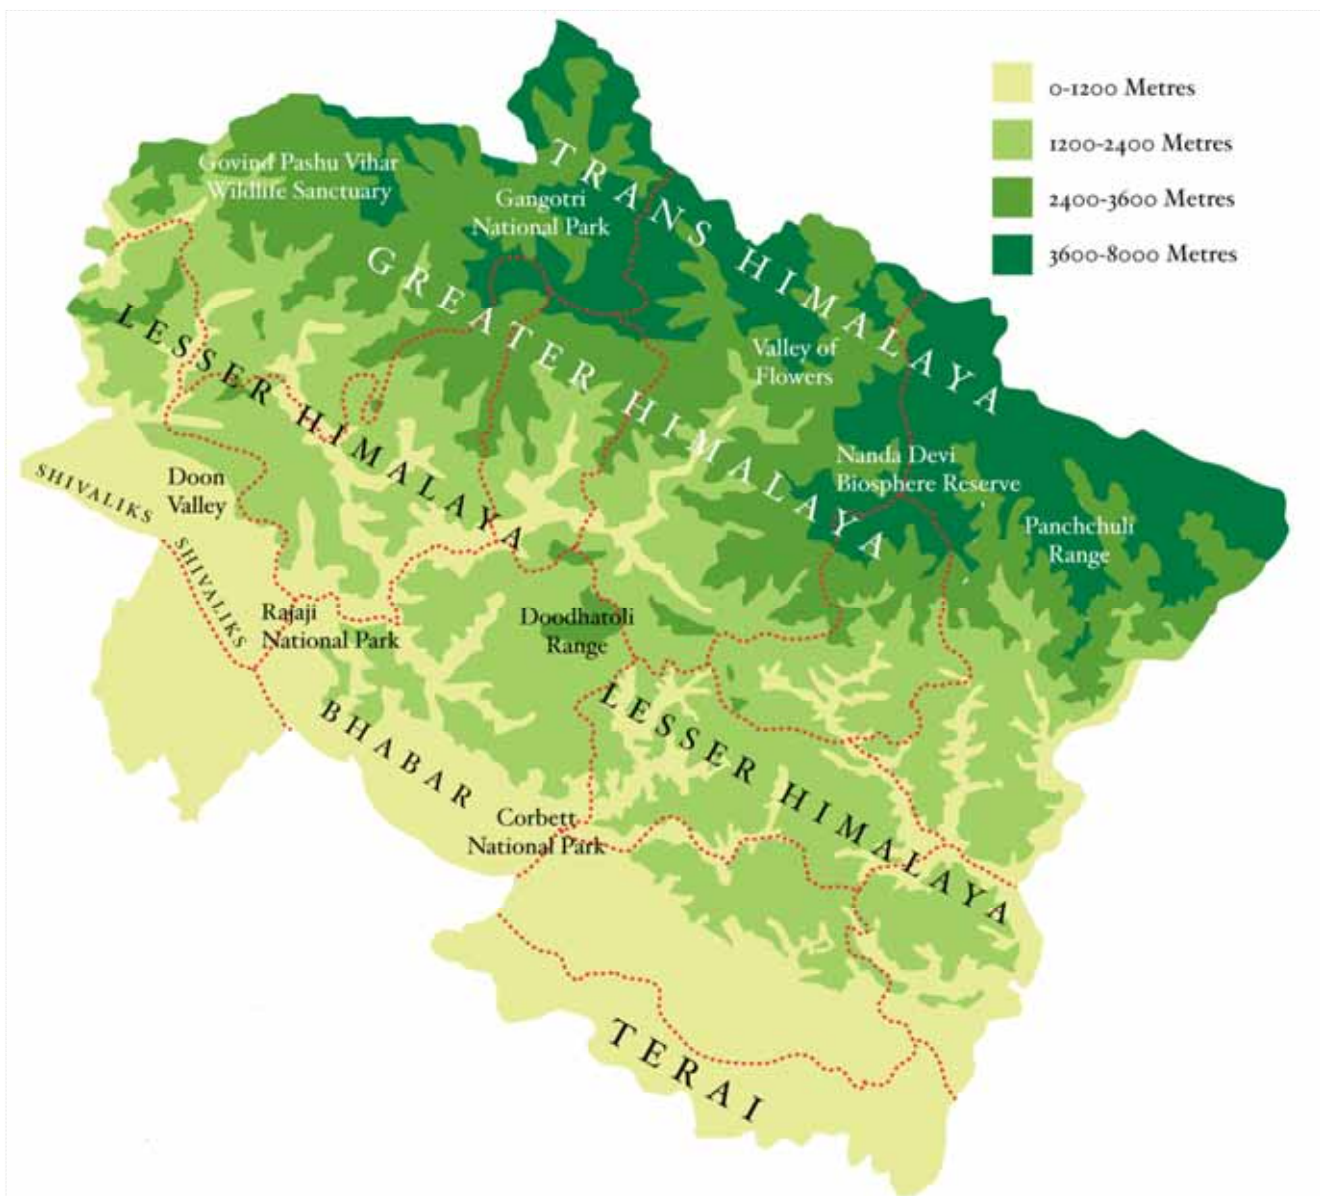 0-1200 Metres
1200-2400 Metres
2400-3600 Metres
3600-8000 Metres
TRANS HIMALAYA
Govind Pashu Vihar
Wildlife Sanctuary
Gangotri
National Park
GREATER HIMALAYA
LESSER HIMALAYA
Valley of
Flowers
Nanda Devi
Biosphere Reserve
SHIVALIKS
Doon
Valley
Panchchuli
Range
SHIVALIKS
Rajaji
National Park
Doodhatoli
Range
LESSER HIMALAYA
BHABAR
Corbett
National Park
TERAI